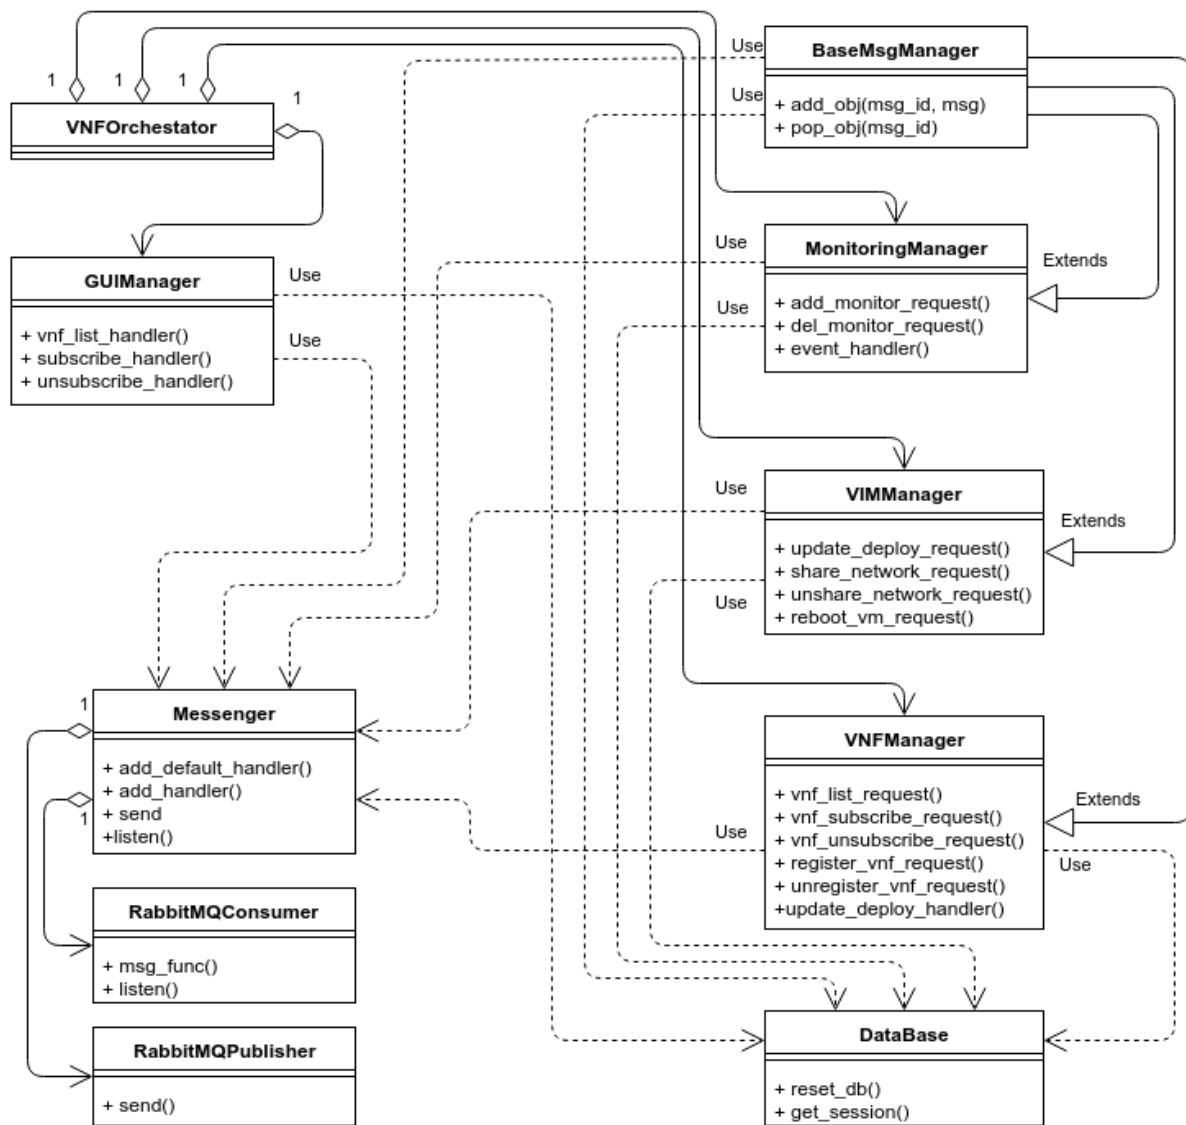 1
1
1
1
VNFOrchestator
Use
Use
BaseMsgManager
+ add_obj(msg_id, msg)
+ pop_obj(msg_id)
GUIManager
+ vnf_list_handler()
+ subscribe_handler()
+ unsubscribe_handler()
Use
Use
Use
Use
MonitoringManager
+ add_monitor_request()
+ del_monitor_request()
+ event_handler()
Extends
Use
Use
VIMManager
+ update_deploy_request()
+ share_network_request()
+ unshare_network_request()
+ reboot_vm_request()
Extends
1
1
Messenger
+ add_default_handler()
+ add_handler()
+ send
+listen()
Use
VNFManager
+ vnf_list_request()
+ vnf_subscribe_request()
+ vnf_unsubscribe_request()
+ register_vnf_request()
+ unregister_vnf_request()
+update_deploy_handler()
Extends
Use
RabbitMQConsumer
+ msg_func()
+ listen()
RabbitMQPublisher
+ send()
DataBase
+ reset_db()
+ get_session()